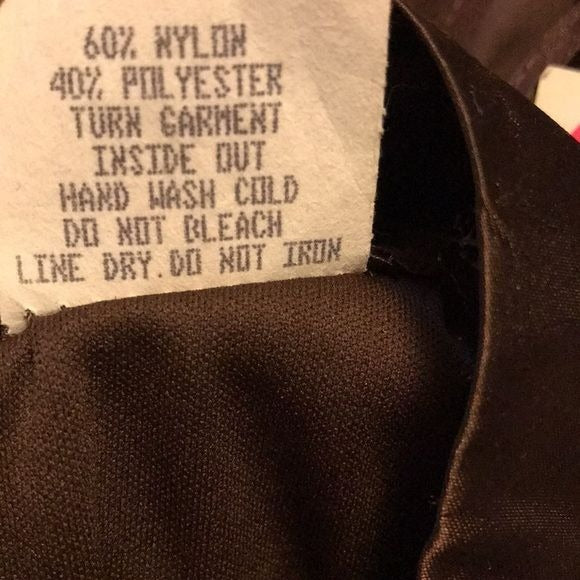 60% NYLON
40% POLYESTER
TURN GARMENT
INSIDE OUT
HAND WASH COLD
DO NOT BLEACH
LINE DRY.DO NOT IRON